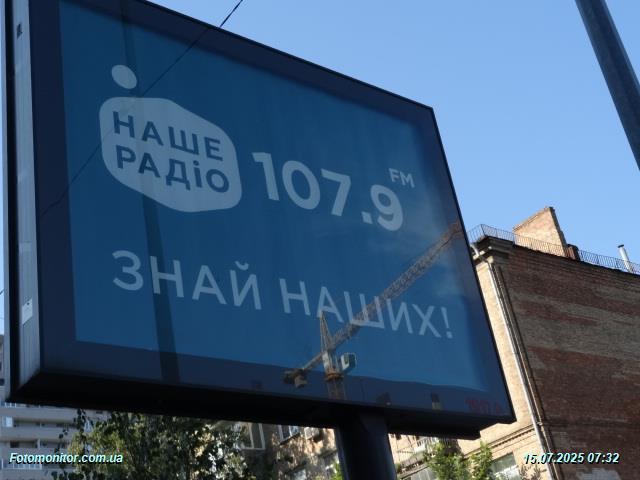 НАШЕ
РАДІО
107.9 FM
ЗНАЙ НАШИХ!
Fotomonitor.com.ua
15.07.2025 07:32